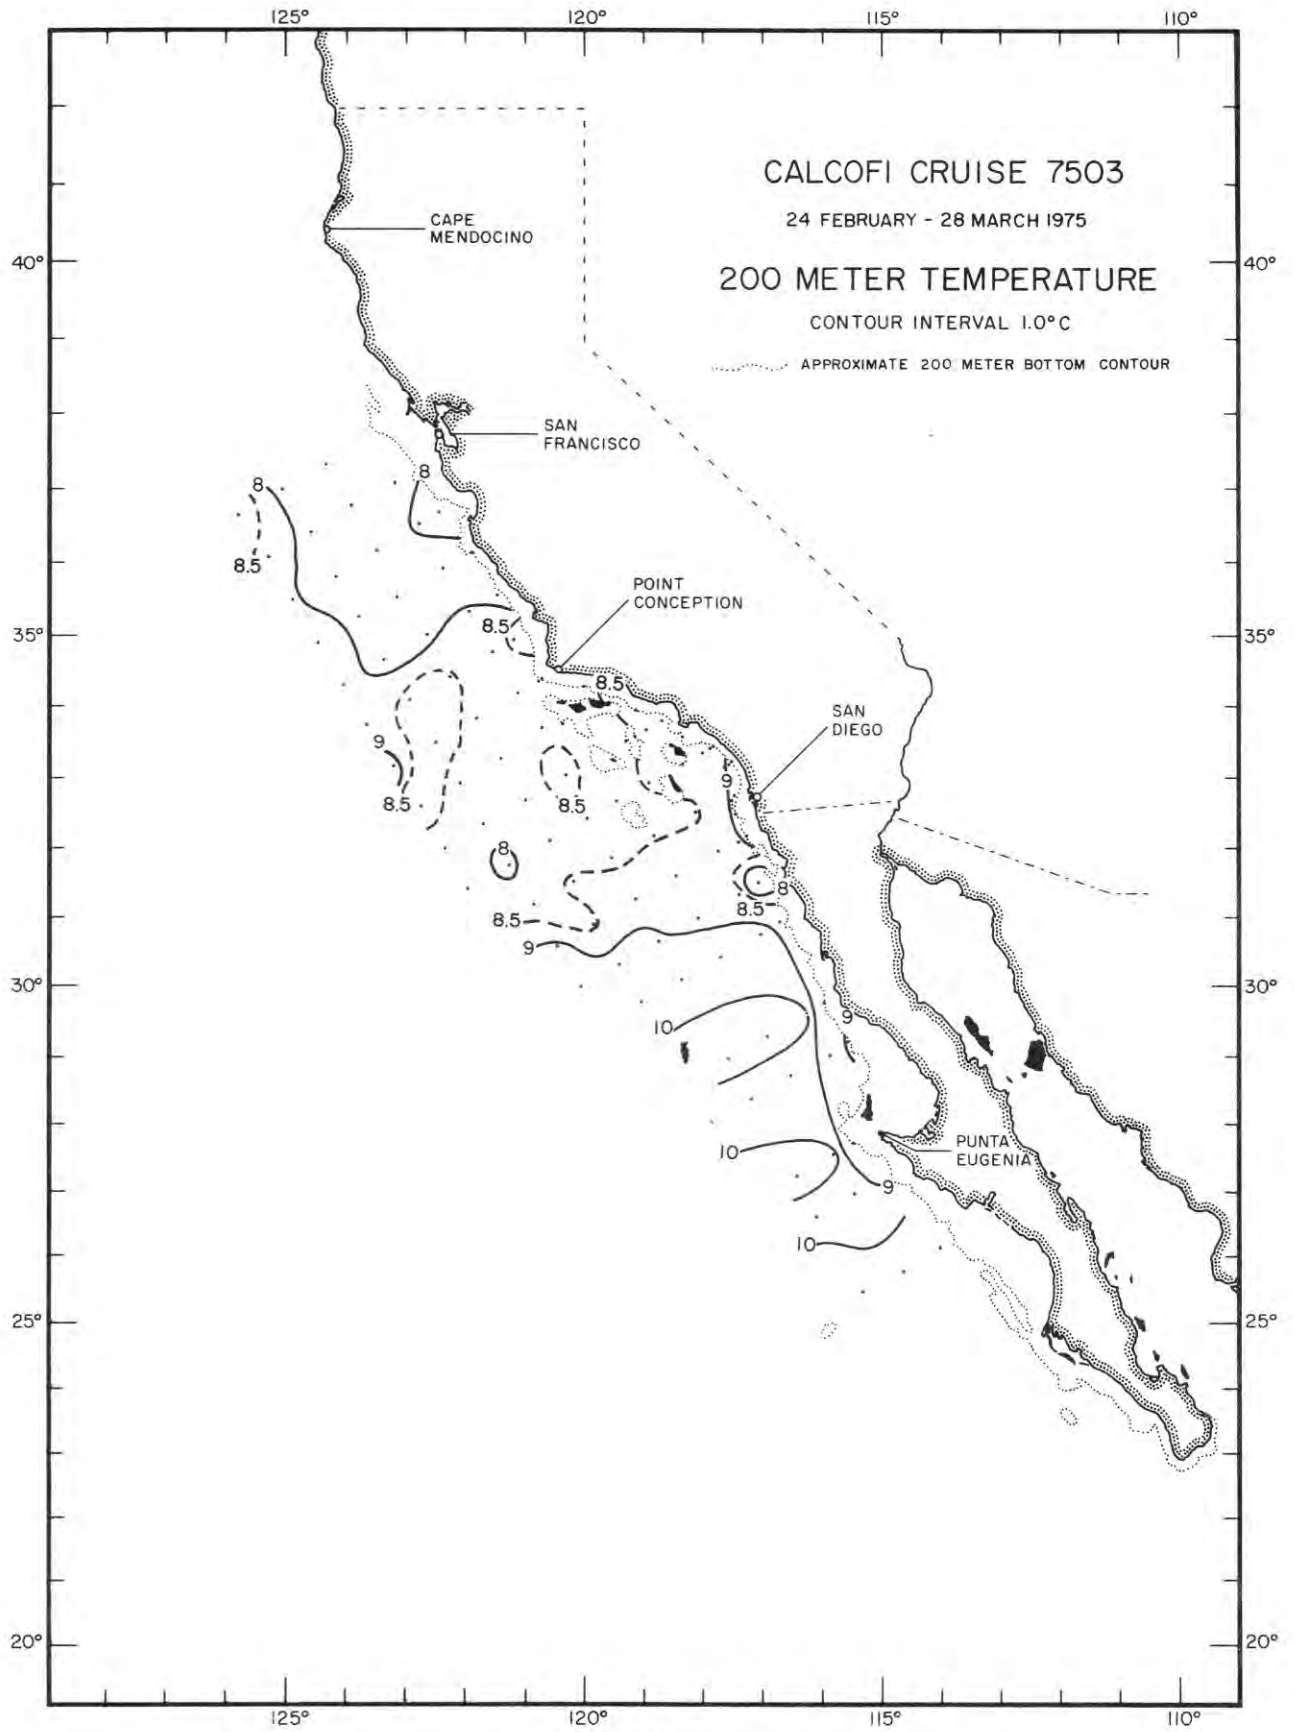 125° 120° 115° 110°
CALCOFI CRUISE 7503
24 FEBRUARY - 28 MARCH 1975
CAPE
MENDOCINO
40° 40°
200 METER TEMPERATURE
CONTOUR INTERVAL 1.0°C
APPROXIMATE 200 METER BOTTOM CONTOUR
SAN
FRANCISCO
8
8
8.5
POINT
CONCEPTION
8.5
35° 35°
8.5
SAN
DIEGO
9
9
8.5
8.5
8
8
8.5
8.5
9
30° 30°
9
10
PUNTA
EUGENIA
10
9
10
25° 25°
20° 20°
125° 120° 115° 110°